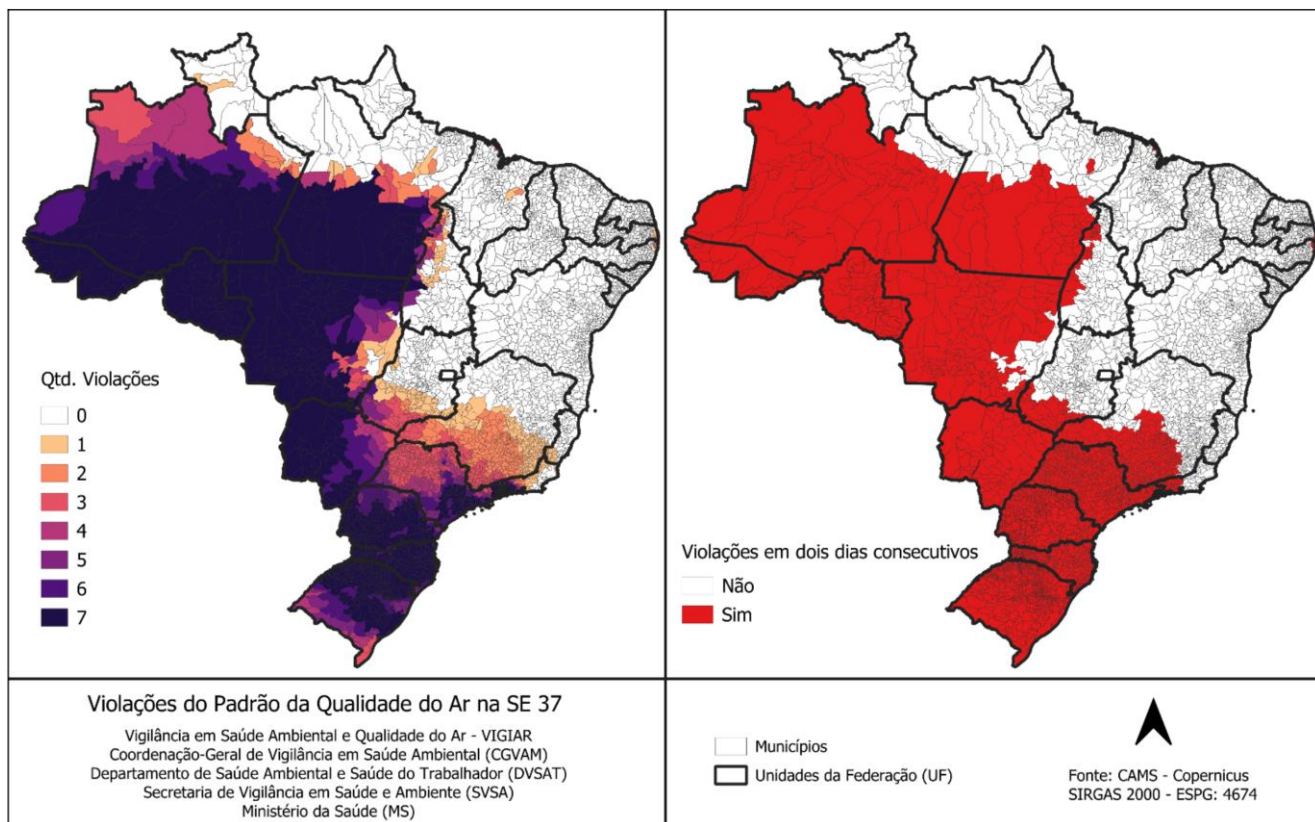 Qtd. Violações
0
1
2
3
4
5
6
7
Violações em dois dias consecutivos
Não
Sim
Violações do Padrão da Qualidade do Ar na SE 37
Vigilância em Saúde Ambiental e Qualidade do Ar - VIGIAR
Coordenação-Geral de Vigilância em Saúde Ambiental (CGVAM)
Departamento de Saúde Ambiental e Saúde do Trabalhador (DVSAT)
Secretaria de Vigilância em Saúde e Ambiente (SVSA)
Ministério da Saúde (MS)
Municípios
Unidades da Federação (UF)
Fonte: CAMS - Copernicus
SIRGAS 2000 - ESPG: 4674